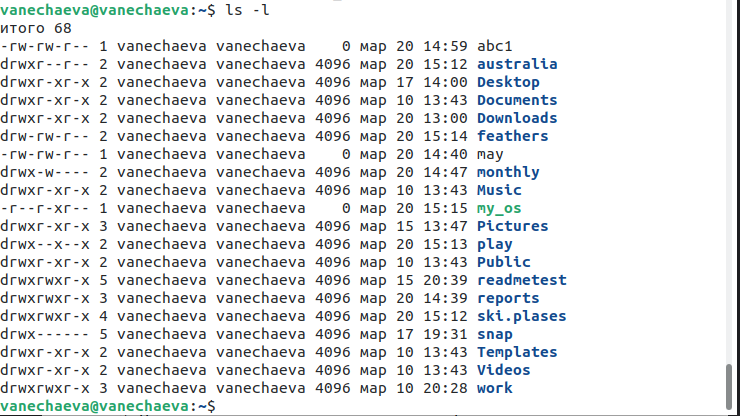 vanechaeva@vanechaeva:~$ ls -l
итого 68
-rw-rw-r-- 1 vanechaeva vanechaeva    0 мар 20 14:59 abc1
drwxr--r-- 2 vanechaeva vanechaeva 4096 мар 20 15:12 australia
drwxr-xr-x 2 vanechaeva vanechaeva 4096 мар 17 14:00 Desktop
drwxr-xr-x 2 vanechaeva vanechaeva 4096 мар 10 13:43 Documents
drwxr-xr-x 2 vanechaeva vanechaeva 4096 мар 20 13:00 Downloads
drw-rw-r-- 2 vanechaeva vanechaeva 4096 мар 20 15:14 feathers
-rw-rw-r-- 1 vanechaeva vanechaeva    0 мар 20 14:40 may
drwx-w---- 2 vanechaeva vanechaeva 4096 мар 20 14:47 monthly
drwxr-xr-x 2 vanechaeva vanechaeva 4096 мар 10 13:43 Music
-r--r-xr-- 1 vanechaeva vanechaeva    0 мар 20 15:15 my_os
drwxr-xr-x 3 vanechaeva vanechaeva 4096 мар 15 13:47 Pictures
drwx--x--x 2 vanechaeva vanechaeva 4096 мар 20 15:13 play
drwxr-xr-x 2 vanechaeva vanechaeva 4096 мар 10 13:43 Public
drwxrwxr-x 5 vanechaeva vanechaeva 4096 мар 15 20:39 readmetest
drwxrwxr-x 3 vanechaeva vanechaeva 4096 мар 20 14:39 reports
drwxrwxr-x 4 vanechaeva vanechaeva 4096 мар 20 15:12 ski.plases
drwx------ 5 vanechaeva vanechaeva 4096 мар 17 19:31 snap
drwxr-xr-x 2 vanechaeva vanechaeva 4096 мар 10 13:43 Templates
drwxr-xr-x 2 vanechaeva vanechaeva 4096 мар 10 13:43 Videos
drwxrwxr-x 3 vanechaeva vanechaeva 4096 мар 10 20:28 work
vanechaeva@vanechaeva:~$